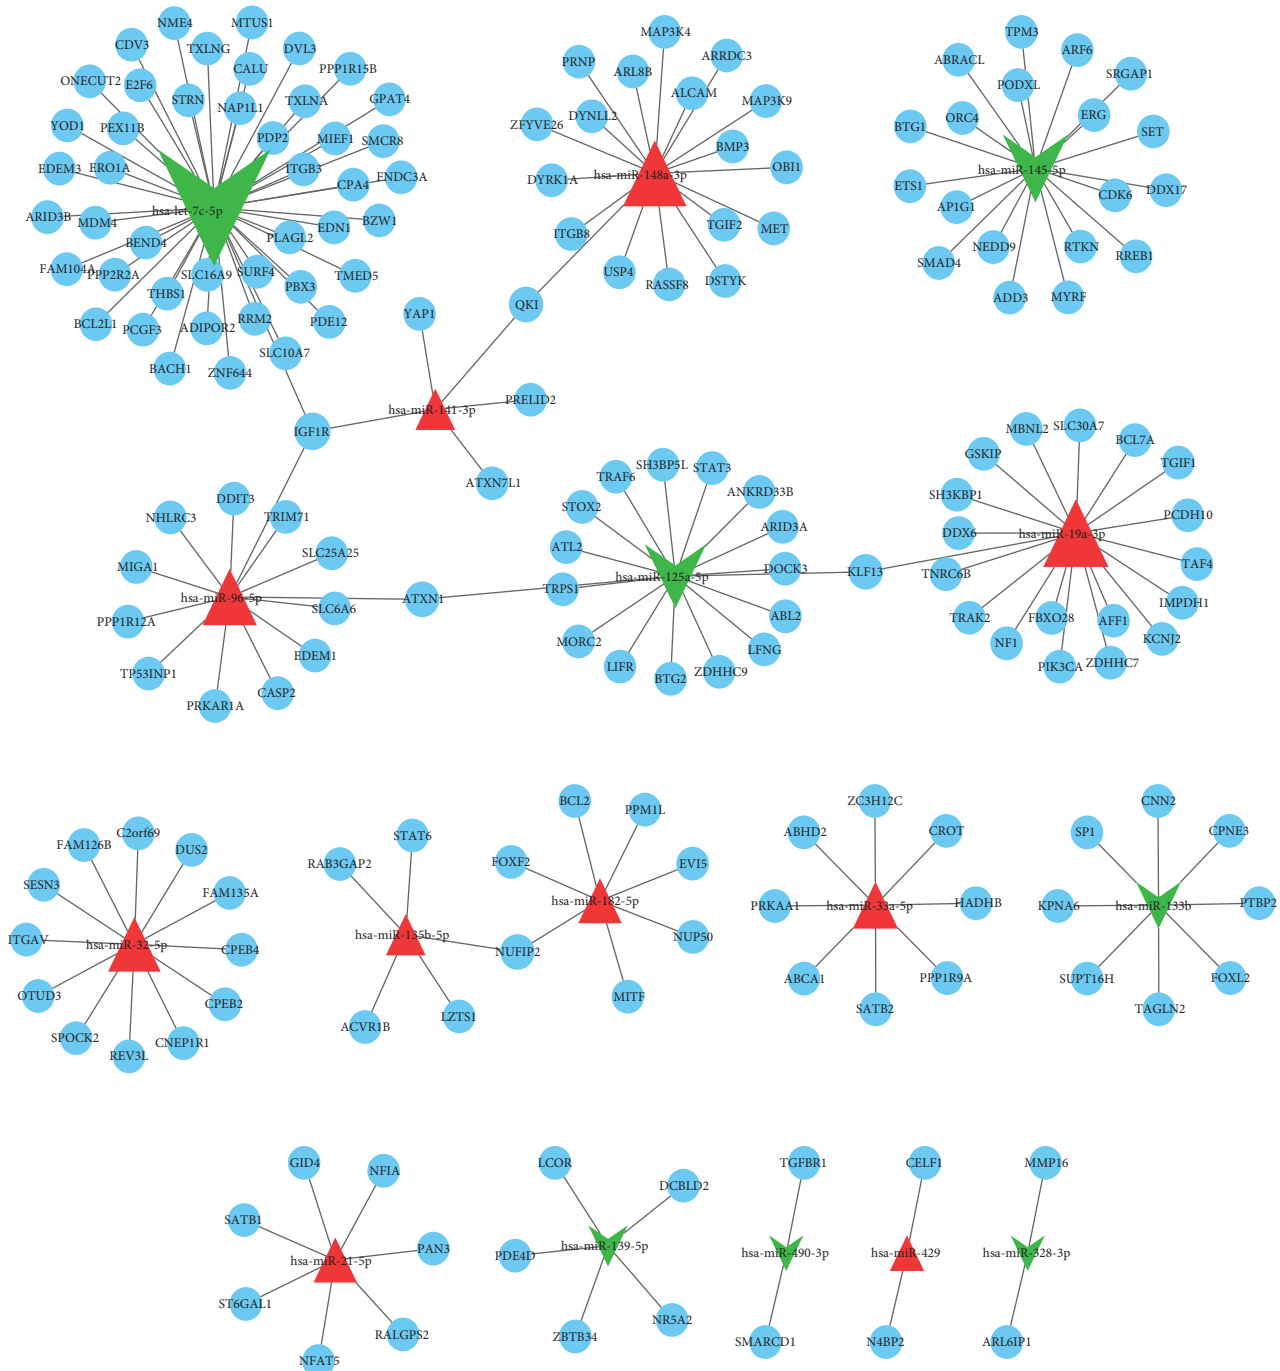 NME4
MTUS1
CDV3
TXLNG
DVL3
ONECUT2
E2F6
CALU
PPP1R15B
STRN
NAP1L1
TXLNA
GPAT4
YOD1
PEX11B
PDP2
MIEF1
SMCR8
EDEM3
ERO1A
ITGB3
CPA4
FNDC3A
ARID3B
MDM4
hsa-let-7c-5p
EDN1
BZW1
BEND4
PLAGL2
FAM104A
PPP2R2A
SLC16A9
SURF4
TMED5
THBS1
PBX3
BCL2L1
PCGF3
ADIPOR2
RRM2
PDE12
SLC10A7
BACH1
ZNF644
MAP3K4
PRNP
ARL8B
ARRDC3
ALCAM
MAP3K9
ZFYVE26
DYNLL2
BMP3
DYRK1A
hsa-miR-148a-3p
OBI1
ITGB8
TGIF2
MET
USP4
RASSF8
DSTYK
QKI
TPM3
ABRACL
ARF6
PODXL
SRGAP1
BTG1
ORC4
ERG
SET
hsa-miR-145-5p
ETS1
AP1G1
CDK6
DDX17
SMAD4
NEDD9
RTKN
RREB1
ADD3
MYRF
YAP1
hsa-miR-141-3p
PRELID2
IGF1R
ATXN7L1
DDIT3
NHLRC3
TRIM71
SLC25A25
MIGA1
hsa-miR-96-5p
SLC6A6
ATXN1
PPP1R12A
TP53INP1
EDEM1
PRKAR1A
CASP2
SH3BP5L
STAT3
TRAF6
ANKRD33B
STOX2
ARID3A
ATL2
hsa-miR-125a-5p
DOCK3
KLF13
TRPS1
ABL2
MORC2
LFNG
LIFR
BTG2
ZDHHC9
MBNL2
SLC30A7
BCL7A
GSKIP
TGIF1
SH3KBP1
PCDH10
DDX6
hsa-miR-19a-3p
TAF4
TNRC6B
IMPDH1
TRAK2
FBXO28
AFF1
KCNJ2
NF1
PIK3CA
ZDHHC7
C2orf69
FAM126B
DUS2
SESN3
FAM135A
ITGAV
hsa-miR-32-5p
CPEB4
OTUD3
CPEB2
SPOCK2
REV3L
CNEP1R1
STAT6
RAB3GAP2
hsa-miR-135b-5p
NUFIP2
ACVR1B
LZTS1
BCL2
PPM1L
FOXF2
EVI5
hsa-miR-182-5p
NUP50
MITF
ZC3H12C
ABHD2
CROT
PRKAA1
hsa-miR-33a-5p
HADHB
ABCA1
PPP1R9A
SATB2
CNN2
SP1
CPNE3
KPNA6
hsa-miR-133b
PTBP2
SUPT16H
FOXL2
TAGLN2
GID4
NFIA
SATB1
PAN3
hsa-miR-21-5p
ST6GAL1
RALGPS2
NFAT5
LCOR
DCBLD2
PDE4D
hsa-miR-139-5p
ZBTB34
NR5A2
TGFBR1
hsa-miR-490-3p
SMARCD1
CELF1
hsa-miR-429
N4BP2
MMP16
hsa-miR-328-3p
ARL6IP1